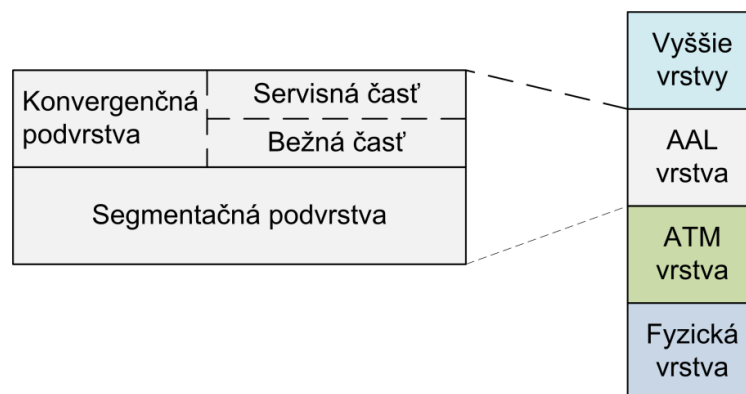 Konvergenčná
podvrstva
Servisná časť
Bežná časť
Segmentačná podvrstva
Vyššie
vrstvy
AAL
vrstva
ATM
vrstva
Fyzická
vrstva